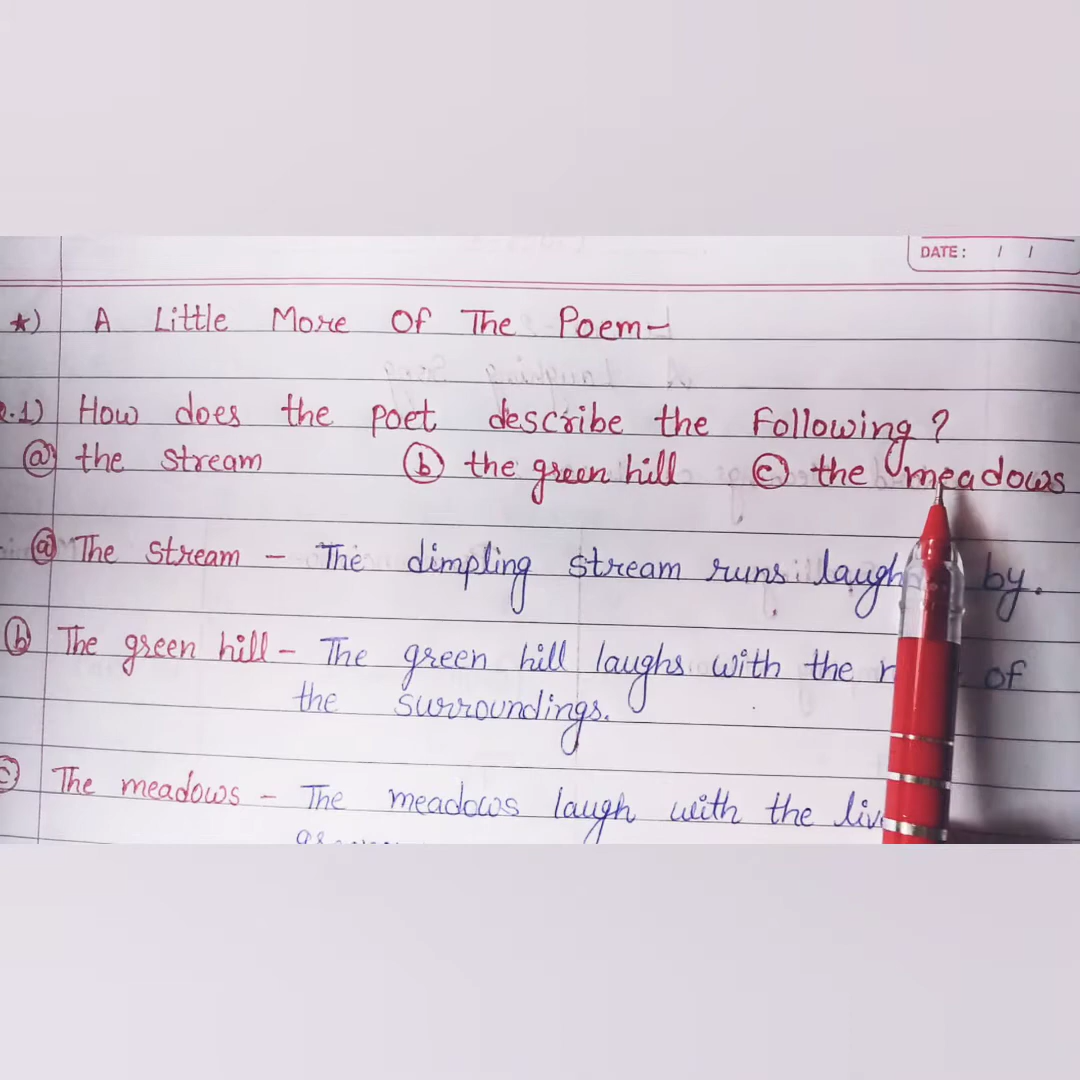 DATE: / /
*) A Little More Of The Poem-
.1) How does the poet describe the Following?
(a) the stream (b) the green hill (c) the meadows
(a) The Stream - The dimpling stream runs laugh by.
(b) The green hill - The green hill laughs with the of
the surroundings.
(c) The meadows - The meadows laugh with the